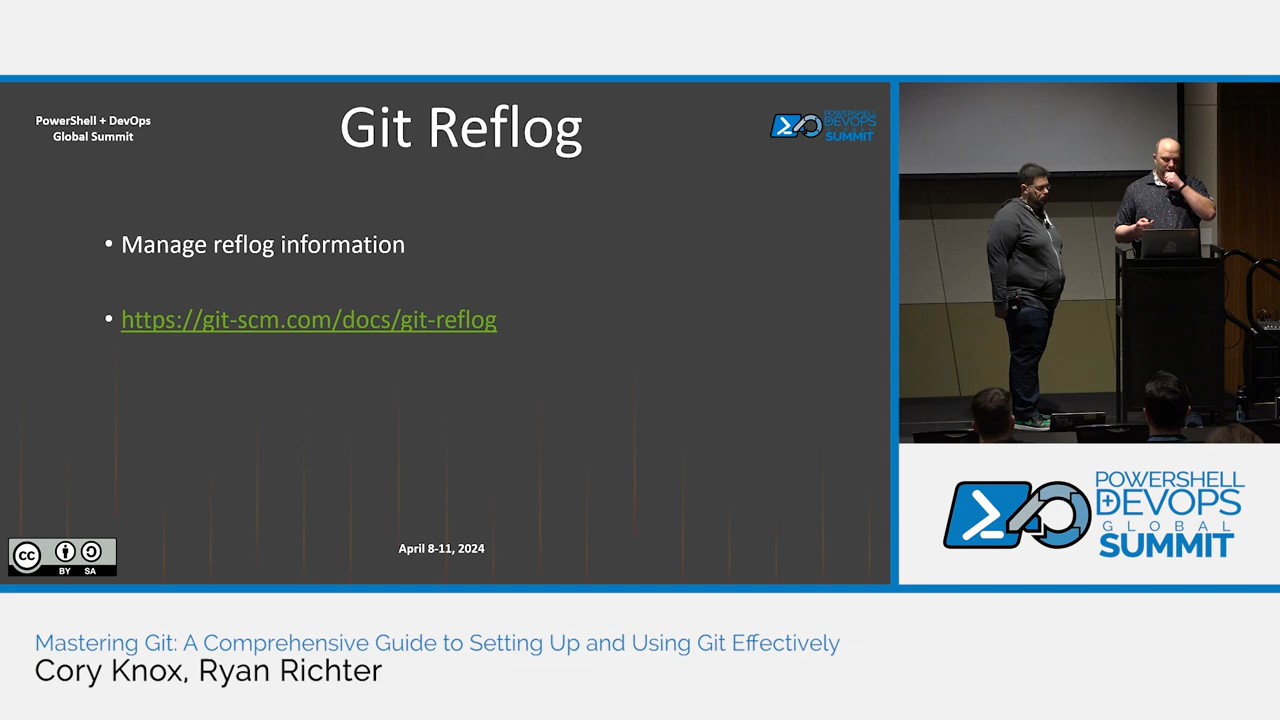 PowerShell + DevOps
Global Summit
Git Reflog
POWERSHELL
DEVOPS
GLOBAL
SUMMIT
• Manage reflog information
• https://git-scm.com/docs/git-reflog
April 8-11, 2024
cc
BY SA
POWERSHELL
DEVOPS
GLOBAL
SUMMIT
Mastering Git: A Comprehensive Guide to Setting Up and Using Git Effectively
Cory Knox, Ryan Richter